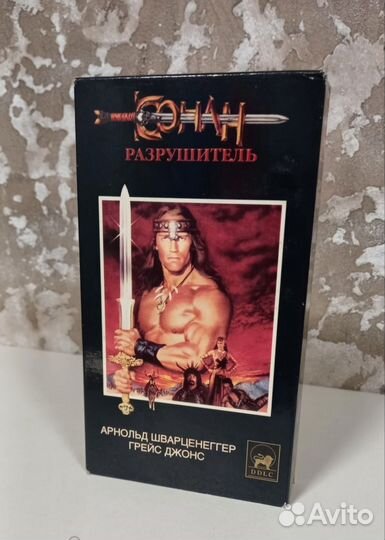 КОНАН
РАЗРУШИТЕЛЬ
АРНОЛЬД ШВАРЦЕНЕГГЕР
ГРЕЙС ДЖОНС
DDLC
Avito